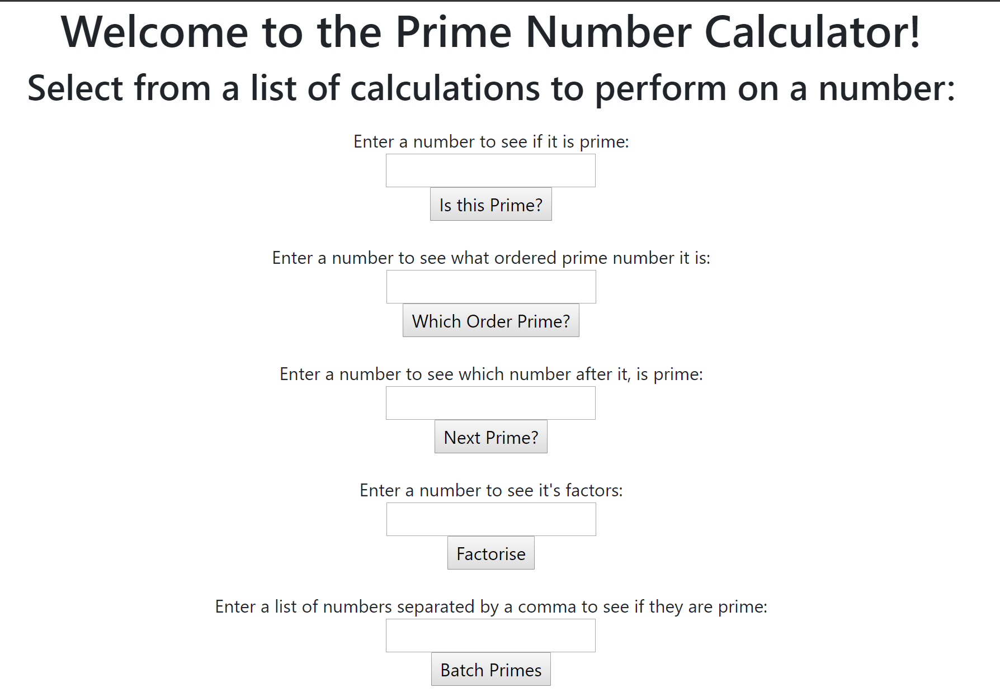 Welcome to the Prime Number Calculator!
Select from a list of calculations to perform on a number:
Enter a number to see if it is prime:
Is this Prime?
Enter a number to see what ordered prime number it is:
Which Order Prime?
Enter a number to see which number after it, is prime:
Next Prime?
Enter a number to see it's factors:
Factorise
Enter a list of numbers separated by a comma to see if they are prime:
Batch Primes